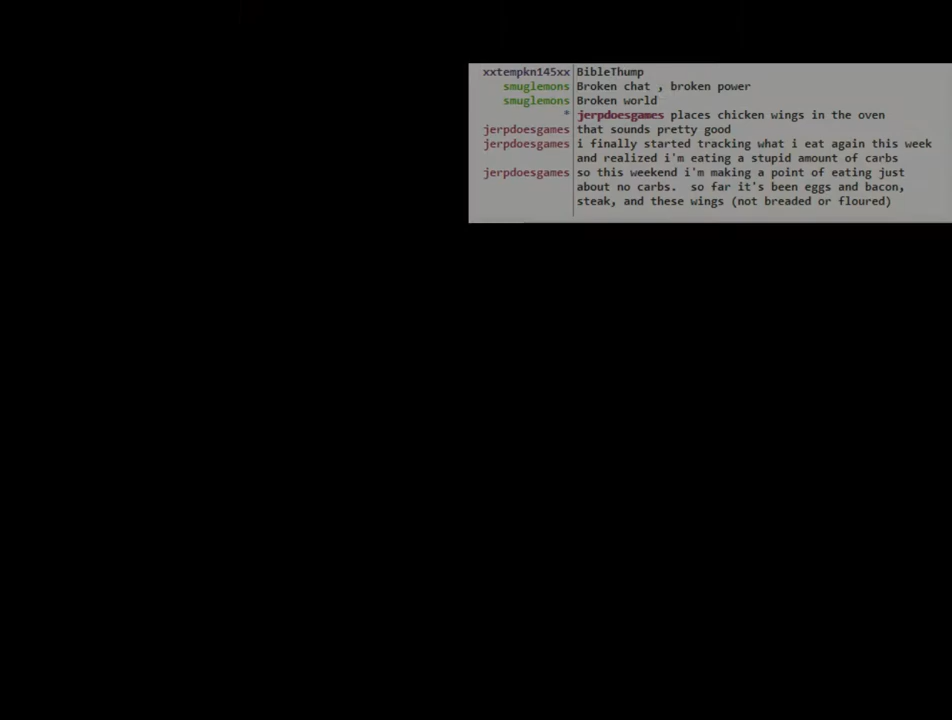 xxtempkn145xx BibleThump
smuglemons Broken chat , broken power
smuglemons Broken world
* jerpdoesgames places chicken wings in the oven
jerpdoesgames that sounds pretty good
jerpdoesgames i finally started tracking what i eat again this week
and realized i'm eating a stupid amount of carbs
jerpdoesgames so this weekend i'm making a point of eating just
about no carbs.  so far it's been eggs and bacon,
steak, and these wings (not breaded or floured)